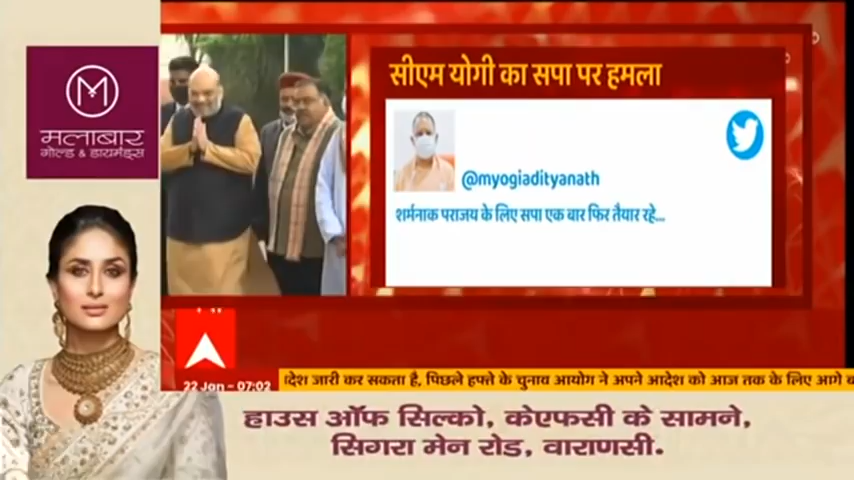 मलाबार
गोल्ड & डायमंड्स
सीएम योगी का सपा पर हमला
@myogiadityanath
शर्मनाक पराजय के लिए सपा एक बार फिर तैयार रहे...
22 Jan - 07:02
देश जारी कर सकता है, पिछले हफ्ते के चुनाव आयोग ने अपने आदेश को आज तक के लिए आगे ब
हाउस ऑफ सिल्को, केएफसी के सामने,
सिगरा मेन रोड, वाराणसी.